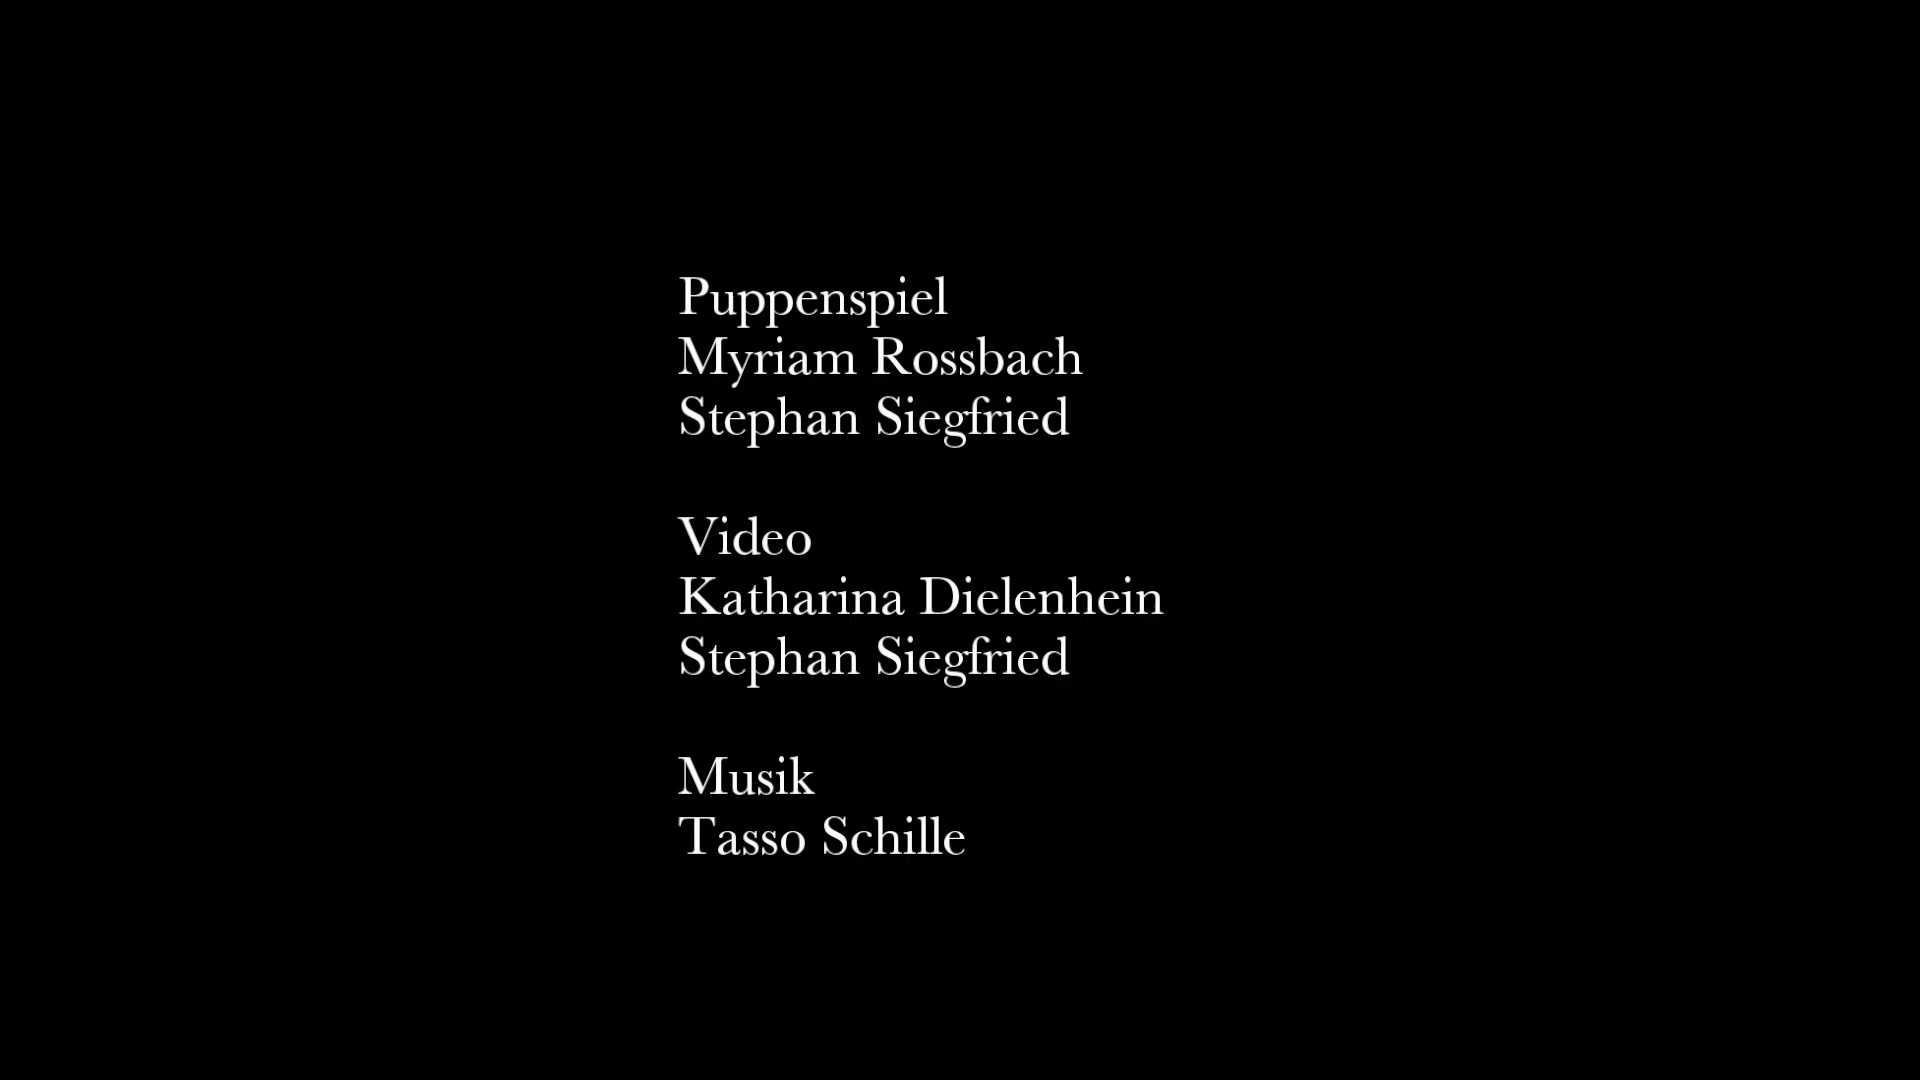 Puppenspiel
Myriam Rossbach
Stephan Siegfried
Video
Katharina Dielenhein
Stephan Siegfried
Musik
Tasso Schille